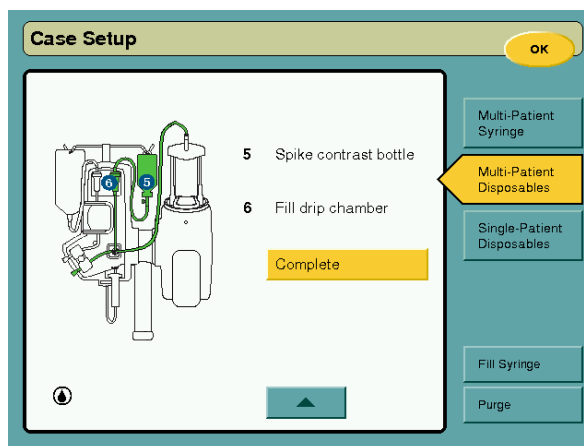 Case Setup
OK
5 Spike contrast bottle
6 Fill drip chamber
Complete
6
5
Multi-Patient
Syringe
Multi-Patient
Disposables
Single-Patient
Disposables
Fill Syringe
Purge